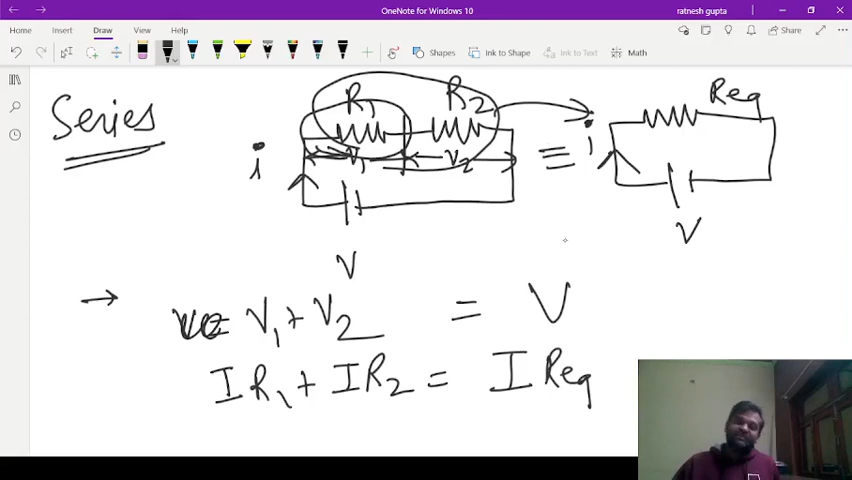 OneNote for Windows 10
ratnesh gupta
Home Insert Draw View Help
Share
Shapes Ink to Shape Ink to Text Math
Series
R1 R2 Req
i V1 V2 ≡ i
V V
→ V1 + V2 = V
IR1 + IR2 = I Req